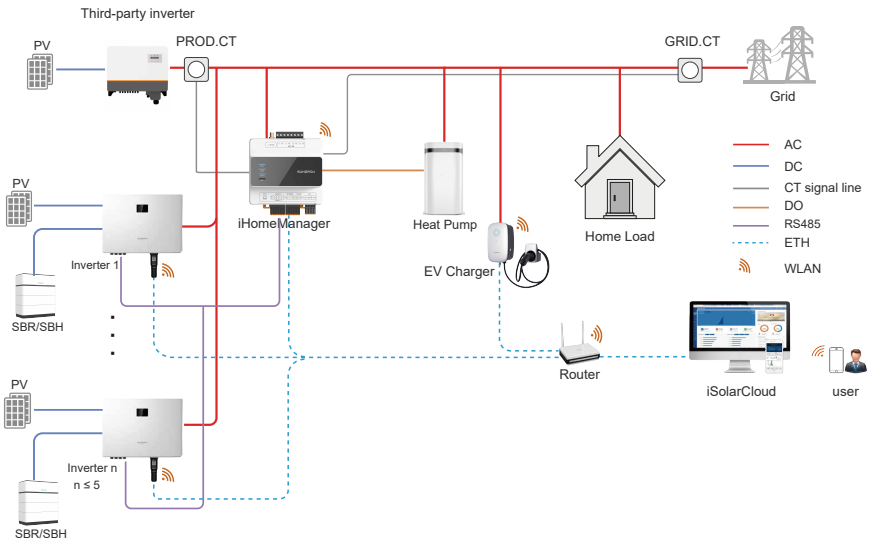 Third-party inverter
PV
PROD.CT
GRID.CT
Grid
AC
DC
CT signal line
DO
RS485
ETH
WLAN
iHomeManager
Heat Pump
Home Load
EV Charger
PV
Inverter 1
SBR/SBH
Router
iSolarCloud
user
PV
Inverter n
n ≤ 5
SBR/SBH